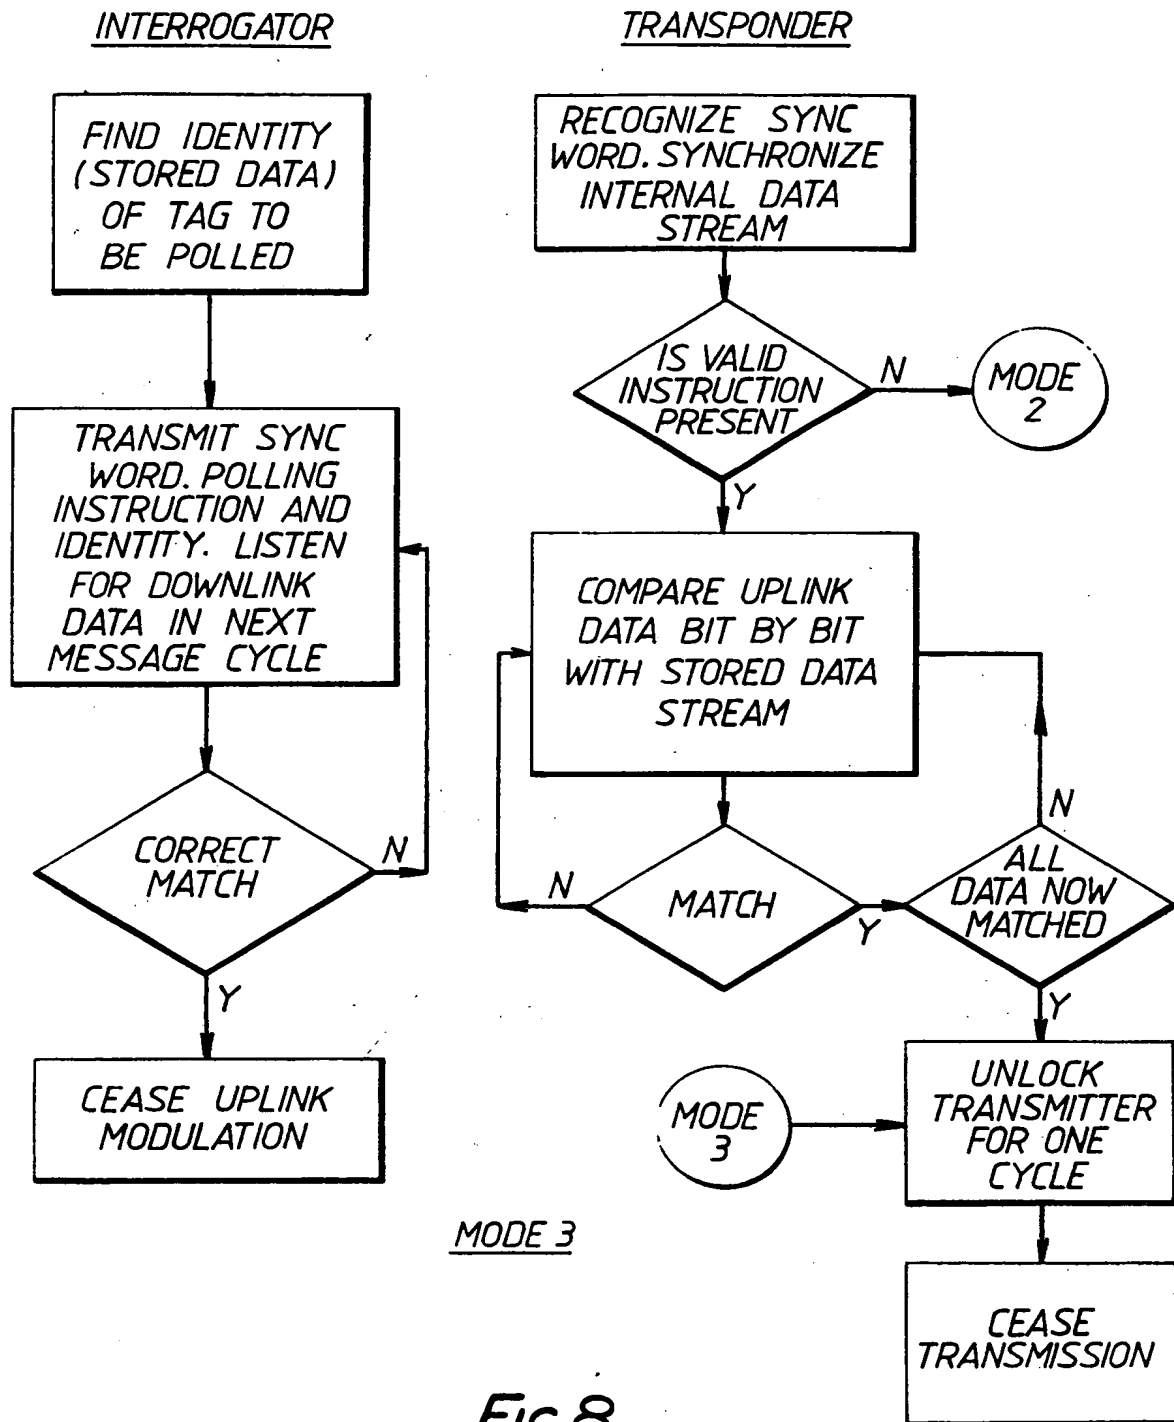 INTERROGATOR
FIND IDENTITY
(STORED DATA)
OF TAG TO
BE POLLED
TRANSMIT SYNC
WORD. POLLING
INSTRUCTION AND
IDENTITY. LISTEN
FOR DOWNLINK
DATA IN NEXT
MESSAGE CYCLE
CORRECT
MATCH
N
Y
CEASE UPLINK
MODULATION
TRANSPONDER
RECOGNIZE SYNC
WORD. SYNCHRONIZE
INTERNAL DATA
STREAM
IS VALID
INSTRUCTION
PRESENT
N
MODE
2
Y
COMPARE UPLINK
DATA BIT BY BIT
WITH STORED DATA
STREAM
MATCH
N
Y
ALL
DATA NOW
MATCHED
N
Y
MODE
3
UNLOCK
TRANSMITTER
FOR ONE
CYCLE
CEASE
TRANSMISSION
MODE 3
FIG.8